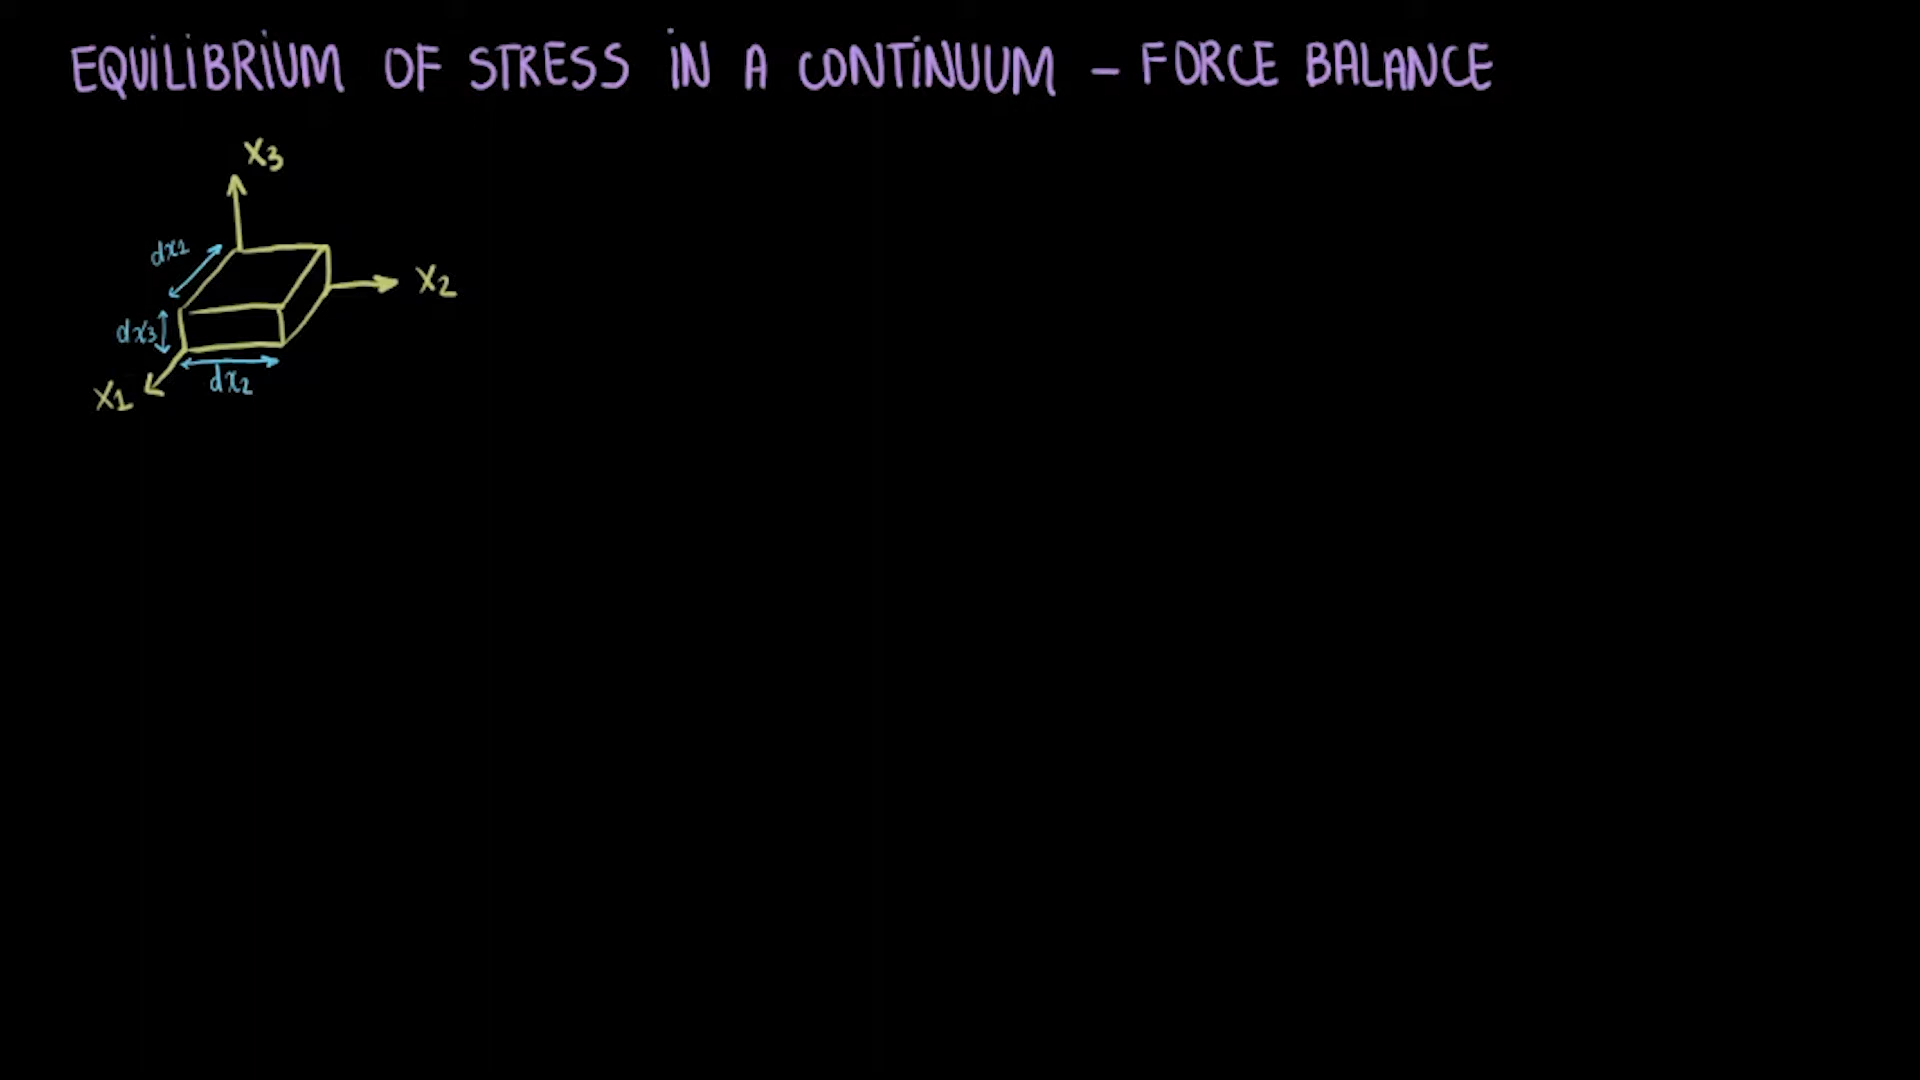 EQUILIBRIUM OF STRESS IN A CONTINUUM – FORCE BALANCE
X3
dx1
X2
dx3
dx2
X1